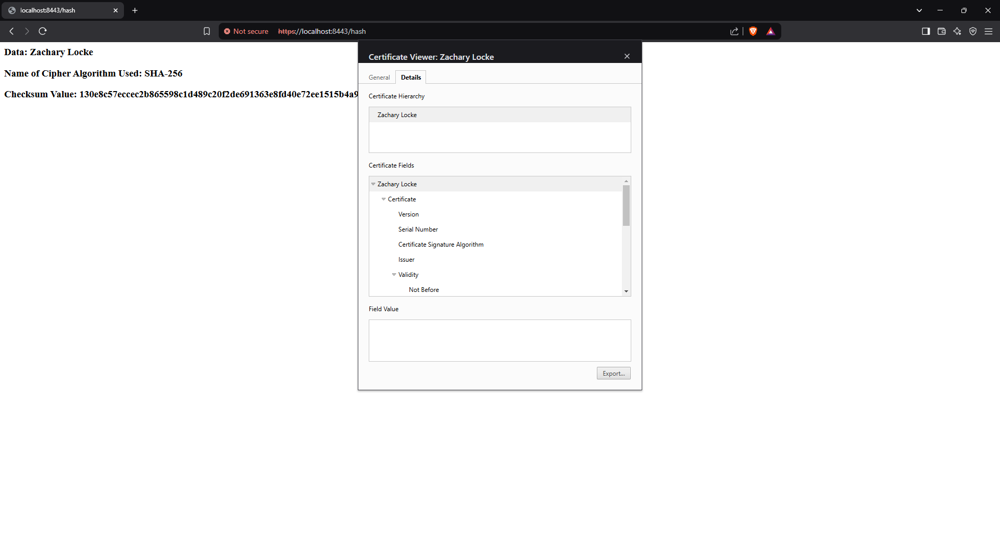 localhost:8443/hash
Not secure https://localhost:8443/hash
Data: Zachary Locke
Name of Cipher Algorithm Used: SHA-256
Checksum Value: 130e8c57eccec2b865598c1d489c20f2de691363e8fd40e72ee1515b4a9
Certificate Viewer: Zachary Locke
General Details
Certificate Hierarchy
Zachary Locke
Certificate Fields
Zachary Locke
Certificate
Version
Serial Number
Certificate Signature Algorithm
Issuer
Validity
Not Before
Field Value
Export...